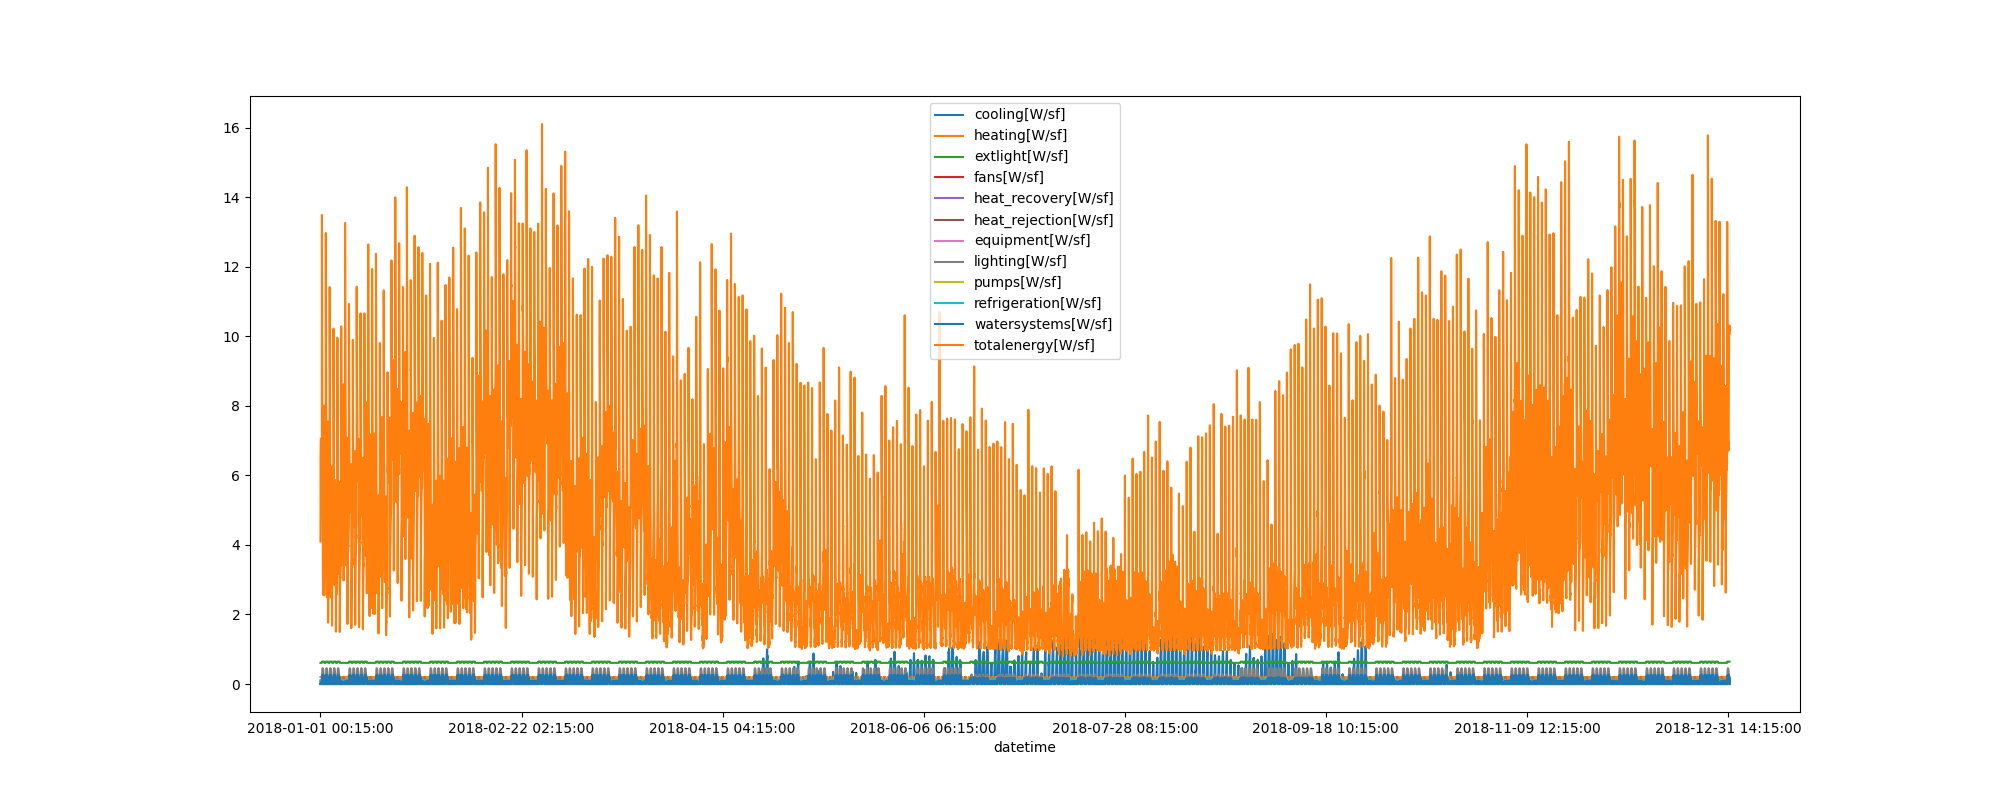 cooling[W/sf]
heating[W/sf]
extlight[W/sf]
fans[W/sf]
heat_recovery[W/sf]
heat_rejection[W/sf]
equipment[W/sf]
lighting[W/sf]
pumps[W/sf]
refrigeration[W/sf]
watersystems[W/sf]
totalenergy[W/sf]
16
14
12
10
8
6
4
2
0
2018-01-01 00:15:00 2018-02-22 02:15:00 2018-04-15 04:15:00 2018-06-06 06:15:00 2018-07-28 08:15:00 2018-09-18 10:15:00 2018-11-09 12:15:00 2018-12-31 14:15:00
datetime